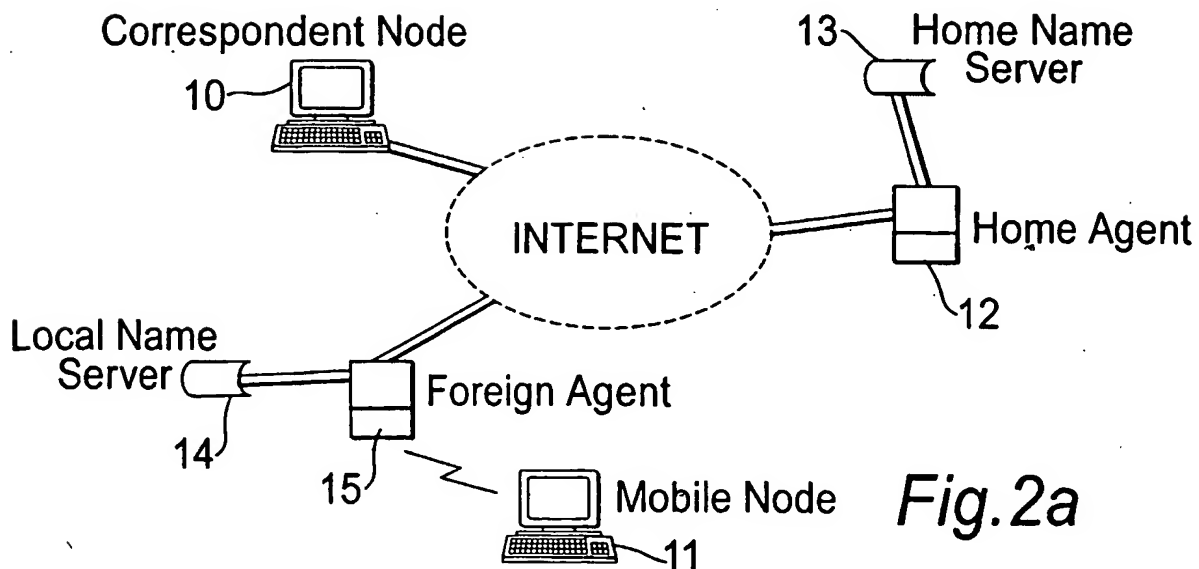 Correspondent Node
10
13
Home Name
Server
INTERNET
Home Agent
12
Local Name
Server
14
Foreign Agent
15
Mobile Node
11
Fig.2a